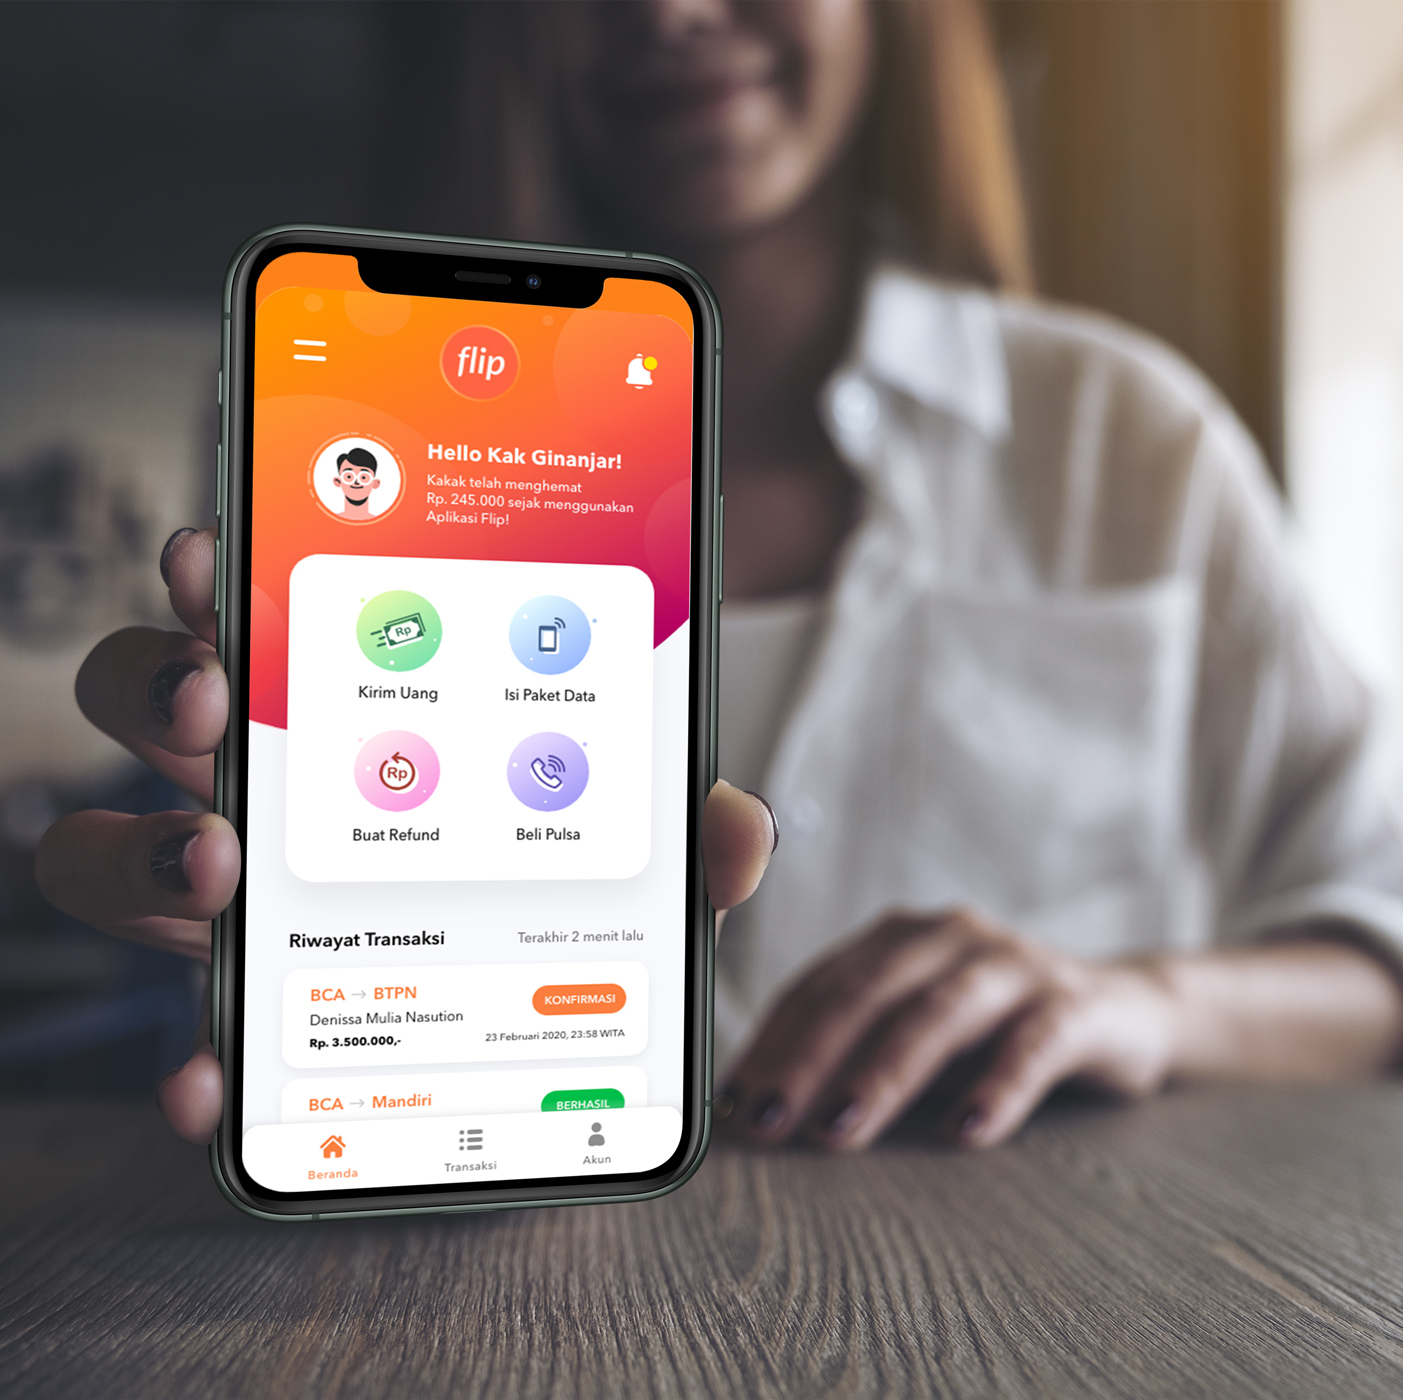 flip
Hello Kak Ginanjar!
Kakak telah menghemat
Rp. 245.000 sejak menggunakan
Aplikasi Flip!
Rp
Kirim Uang
Isi Paket Data
Rp
Buat Refund
Beli Pulsa
Riwayat Transaksi
Terakhir 2 menit lalu
BCA → BTPN
KONFIRMASI
Denissa Mulia Nasution
Rp. 3.500.000,-
23 Februari 2020, 23:58 WITA
BCA → Mandiri
BERHASIL
Beranda
Transaksi
Akun